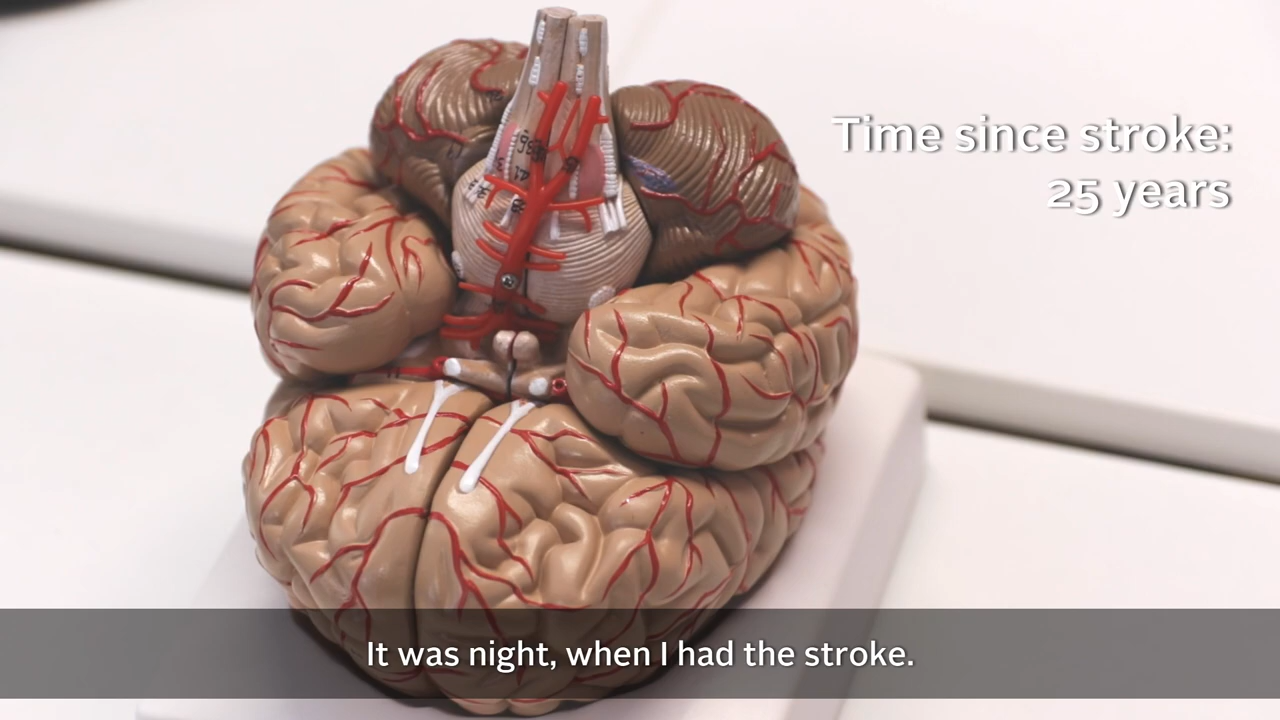 Time since stroke:
25 years
It was night, when I had the stroke.